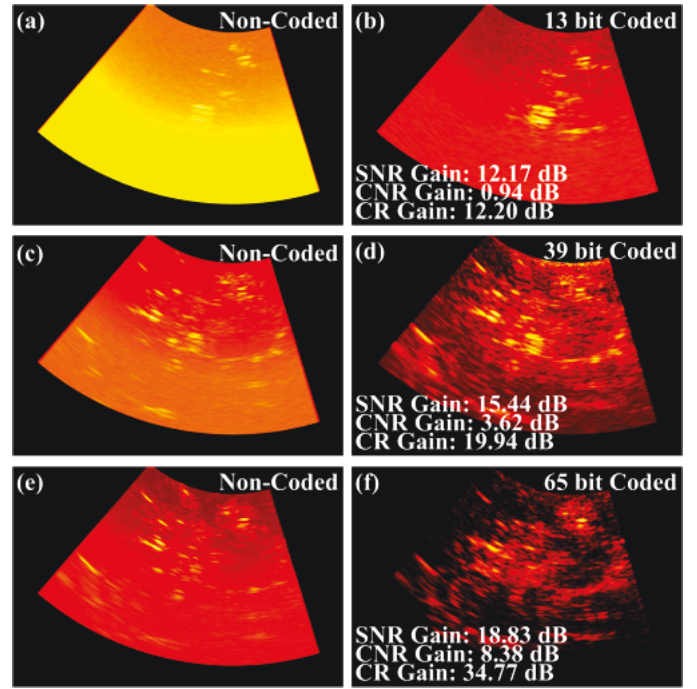 (a) Non-Coded
(b) 13 bit Coded
SNR Gain: 12.17 dB
CNR Gain: 0.94 dB
CR Gain: 12.20 dB
(c) Non-Coded
(d) 39 bit Coded
SNR Gain: 15.44 dB
CNR Gain: 3.62 dB
CR Gain: 19.94 dB
(e) Non-Coded
(f) 65 bit Coded
SNR Gain: 18.83 dB
CNR Gain: 8.38 dB
CR Gain: 34.77 dB